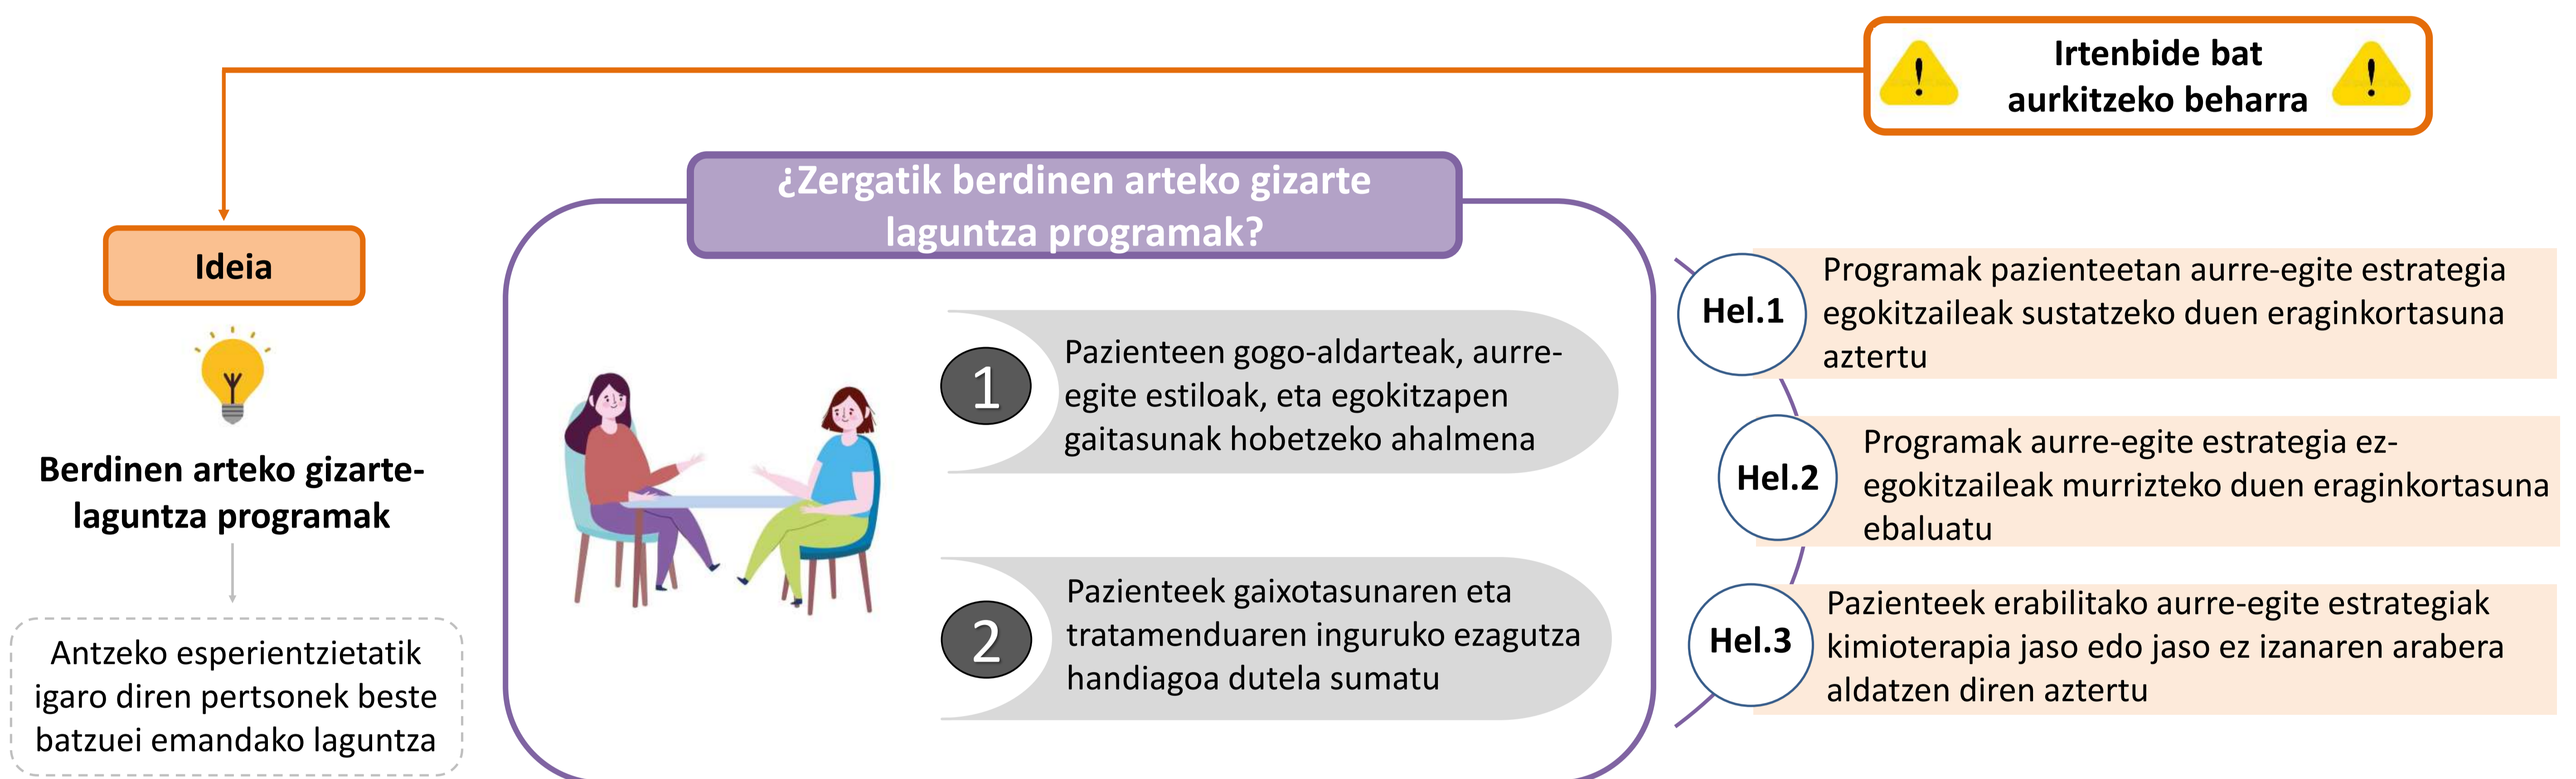 Irtenbide bat
aurkitzeko beharra
Ideia
Berdinen arteko gizarte-
laguntza programak
Antzeko esperientzietatik
igaro diren pertsonek beste
batzuei emandako laguntza
¿Zergatik berdinen arteko gizarte
laguntza programak?
1
Pazienteen gogo-aldarteak, aurre-
egite estiloak, eta egokitzapen
gaitasunak hobetzeko ahalmena
2
Pazienteek gaixotasunaren eta
tratamenduaren inguruko ezagutza
handiagoa dutela sumatu
Hel.1
Programak pazienteetan aurre-egite estrategia
egokitzaileak sustatzeko duen eraginkortasuna
aztertu
Hel.2
Programak aurre-egite estrategia ez-
egokitzaileak murrizteko duen eraginkortasuna
ebaluatu
Hel.3
Pazienteek erabilitako aurre-egite estrategiak
kimioterapia jaso edo jaso ez izanaren arabera
aldatzen diren aztertu